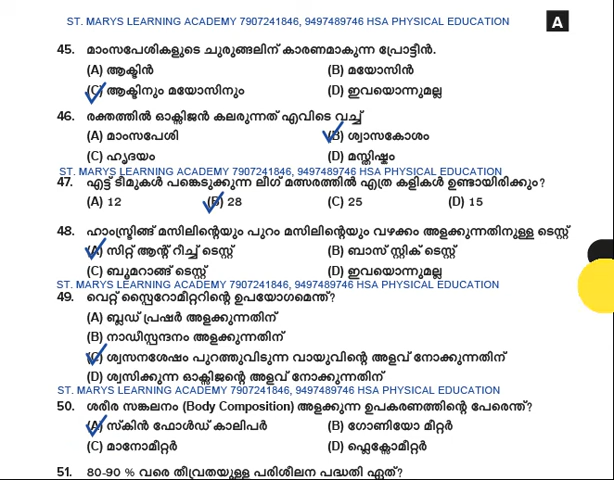 ST. MARYS LEARNING ACADEMY 7907241846, 9497489746 HSA PHYSICAL EDUCATION
A
45. മാംസപേശികളുടെ ചുരുങ്ങലിന് കാരണമാകുന്ന പ്രോട്ടീൻ.
(A) ആക്ടിൻ (B) മയോസിൻ
(C) ആക്ടിനും മയോസിനും (D) ഇവയൊന്നുമല്ല
46. രക്തത്തിൽ ഓക്സിജൻ കലരുന്നത് എവിടെ വച്ച്
(A) മാംസപേശി (B) ശ്വാസകോശം
(C) ഹൃദയം (D) മസ്തിഷ്കം
ST. MARYS LEARNING ACADEMY 7907241846, 9497489746 HSA PHYSICAL EDUCATION
47. എട്ട് ടീമുകൾ പങ്കെടുക്കുന്ന ലീഗ് മത്സരത്തിൽ എത്ര കളികൾ ഉണ്ടായിരിക്കും?
(A) 12 (B) 28 (C) 25 (D) 15
48. ഹാംസ്ട്രിങ്ങ് മസിലിന്റെയും പുറം മസിലിന്റെയും വഴക്കം അളക്കുന്നതിനുള്ള ടെസ്റ്റ്
(A) സിറ്റ് ആന്റ് റീച്ച് ടെസ്റ്റ് (B) ബാസ് സ്റ്റിക് ടെസ്റ്റ്
(C) ബൂമറാങ്ങ് ടെസ്റ്റ് (D) ഇവയൊന്നുമല്ല
ST. MARYS LEARNING ACADEMY 7907241846, 9497489746 HSA PHYSICAL EDUCATION
49. വെറ്റ് സ്പൈറോമീറ്ററിന്റെ ഉപയോഗമെന്ത്?
(A) ബ്ലഡ് പ്രഷർ അളക്കുന്നതിന്
(B) നാഡിസ്പന്ദനം അളക്കുന്നതിന്
(C) ശ്വസനശേഷം പുറത്തുവിടുന്ന വായുവിന്റെ അളവ് നോക്കുന്നതിന്
(D) ശ്വസിക്കുന്ന ഓക്സിജന്റെ അളവ് നോക്കുന്നതിന്
ST. MARYS LEARNING ACADEMY 7907241846, 9497489746 HSA PHYSICAL EDUCATION
50. ശരീര സങ്കലനം (Body Composition) അളക്കുന്ന ഉപകരണത്തിന്റെ പേരെന്ത്?
(A) സ്കിൻ ഫോൾഡ് കാലിപർ (B) ഗോണിയോ മീറ്റർ
(C) മാനോമീറ്റർ (D) ഫ്ലെക്സോമീറ്റർ
51. 80-90 % വരെ തീവ്രതയുള്ള പരിശീലന പദ്ധതി ഏത്?